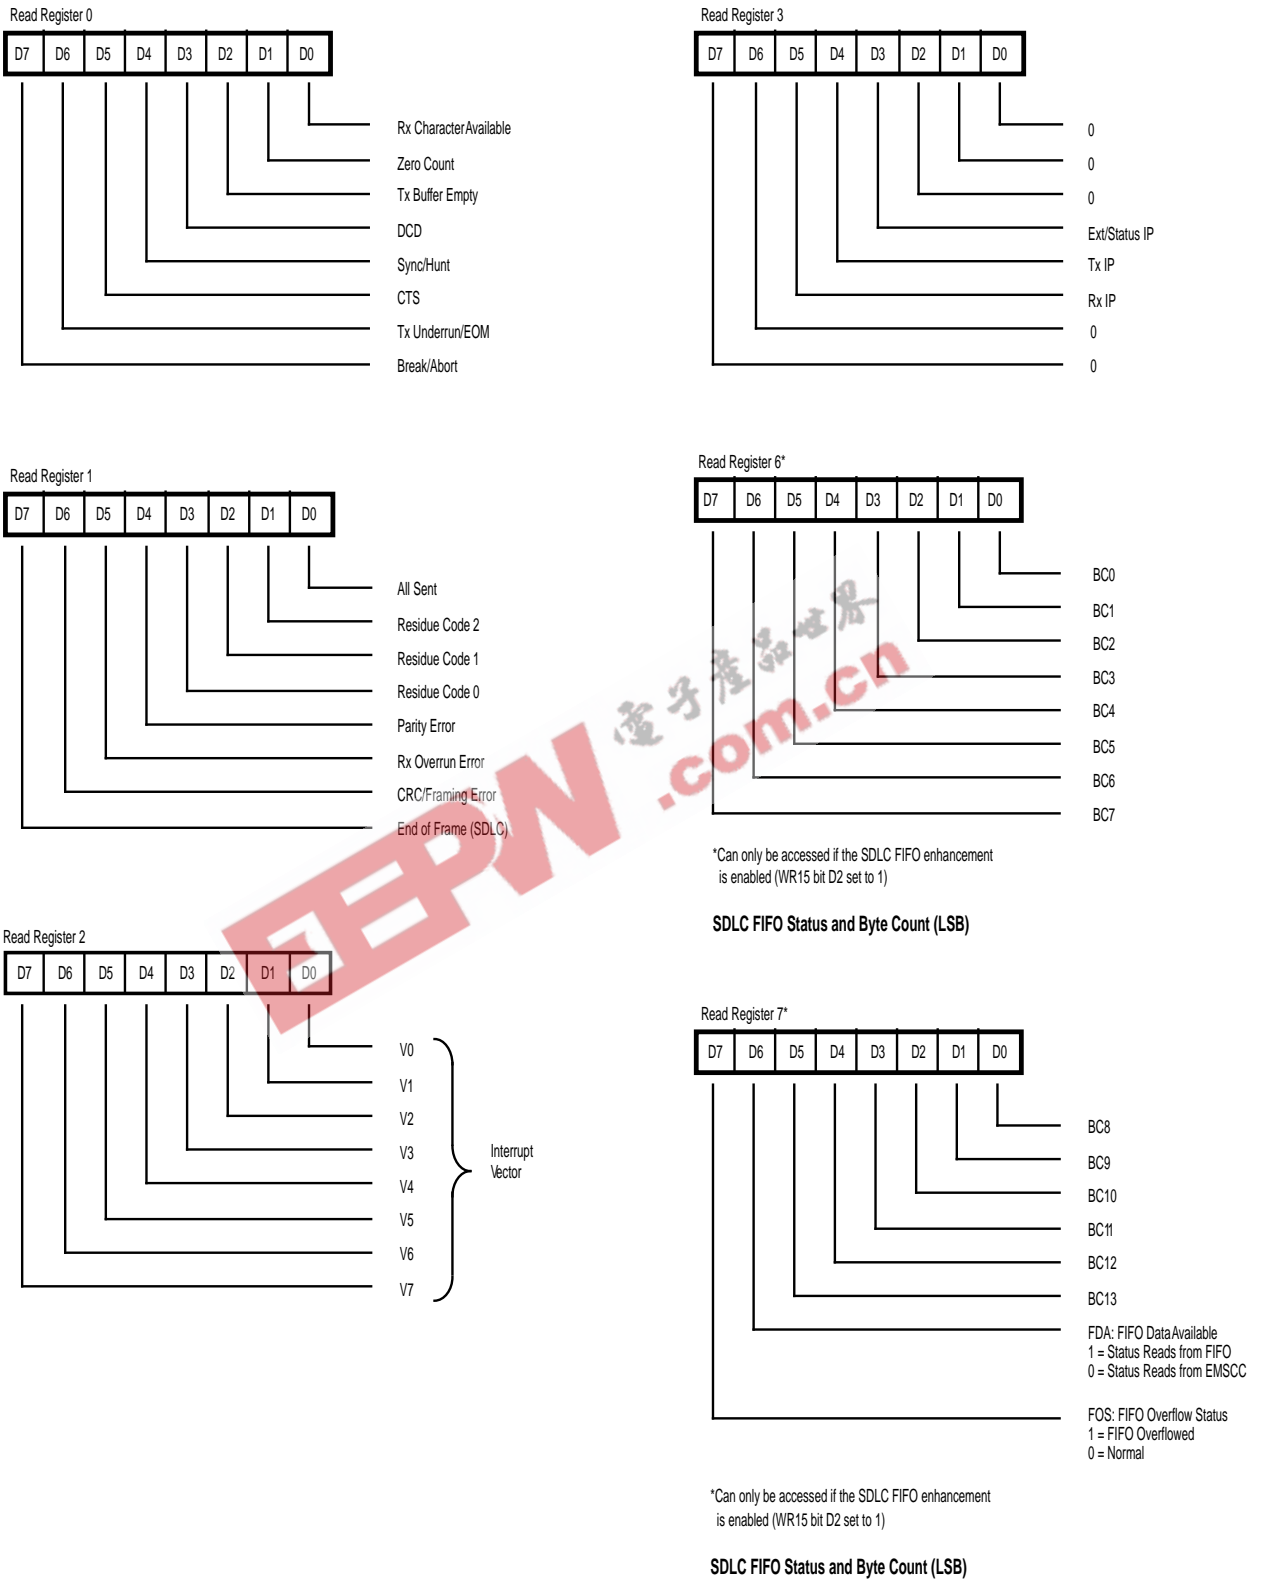 Read Register 0
D7 D6 D5 D4 D3 D2 D1 D0
Rx Character Available
Zero Count
Tx Buffer Empty
DCD
Sync/Hunt
CTS
Tx Underrun/EOM
Break/Abort
Read Register 1
D7 D6 D5 D4 D3 D2 D1 D0
All Sent
Residue Code 2
Residue Code 1
Residue Code 0
Parity Error
Rx Overrun Error
CRC/Framing Error
End of Frame (SDLC)
Read Register 2
D7 D6 D5 D4 D3 D2 D1 D0
V0
V1
V2
V3
V4
V5
V6
V7
Interrupt
Vector
Read Register 3
D7 D6 D5 D4 D3 D2 D1 D0
0
0
0
Ext/Status IP
Tx IP
Rx IP
0
0
Read Register 6*
D7 D6 D5 D4 D3 D2 D1 D0
BC0
BC1
BC2
BC3
BC4
BC5
BC6
BC7
*Can only be accessed if the SDLC FIFO enhancement
is enabled (WR15 bit D2 set to 1)
SDLC FIFO Status and Byte Count (LSB)
Read Register 7*
D7 D6 D5 D4 D3 D2 D1 D0
BC8
BC9
BC10
BC11
BC12
BC13
FDA: FIFO Data Available
1 = Status Reads from FIFO
0 = Status Reads from EMSCC
FOS: FIFO Overflow Status
1 = FIFO Overflowed
0 = Normal
*Can only be accessed if the SDLC FIFO enhancement
is enabled (WR15 bit D2 set to 1)
SDLC FIFO Status and Byte Count (LSB)
EEPW
電子產品世界
.com.cn